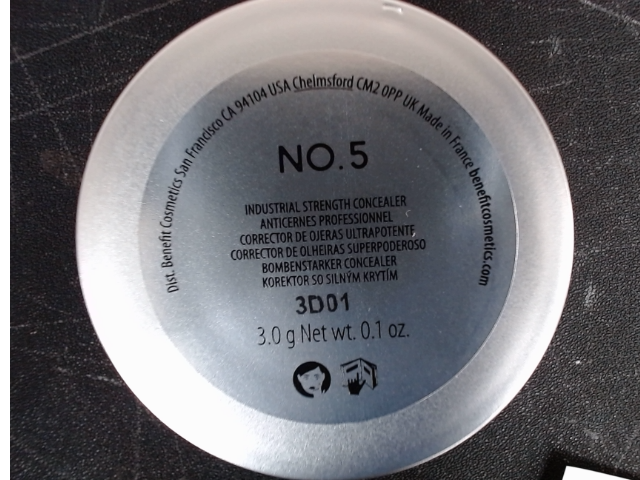 Dist. Benefit Cosmetics San Francisco CA 94104 USA Chelmsford CM2 0PP UK Made in France benefitcosmetics.com
NO.5
INDUSTRIAL STRENGTH CONCEALER
ANTICERNES PROFESSIONNEL
CORRECTOR DE OJERAS ULTRAPOTENTE
CORRECTOR DE OLHEIRAS SUPERPODEROSO
BOMBENSTARKER CONCEALER
KOREKTOR SO SILNÝM KRYTÍM
3D01
3.0 g Net wt. 0.1 oz.